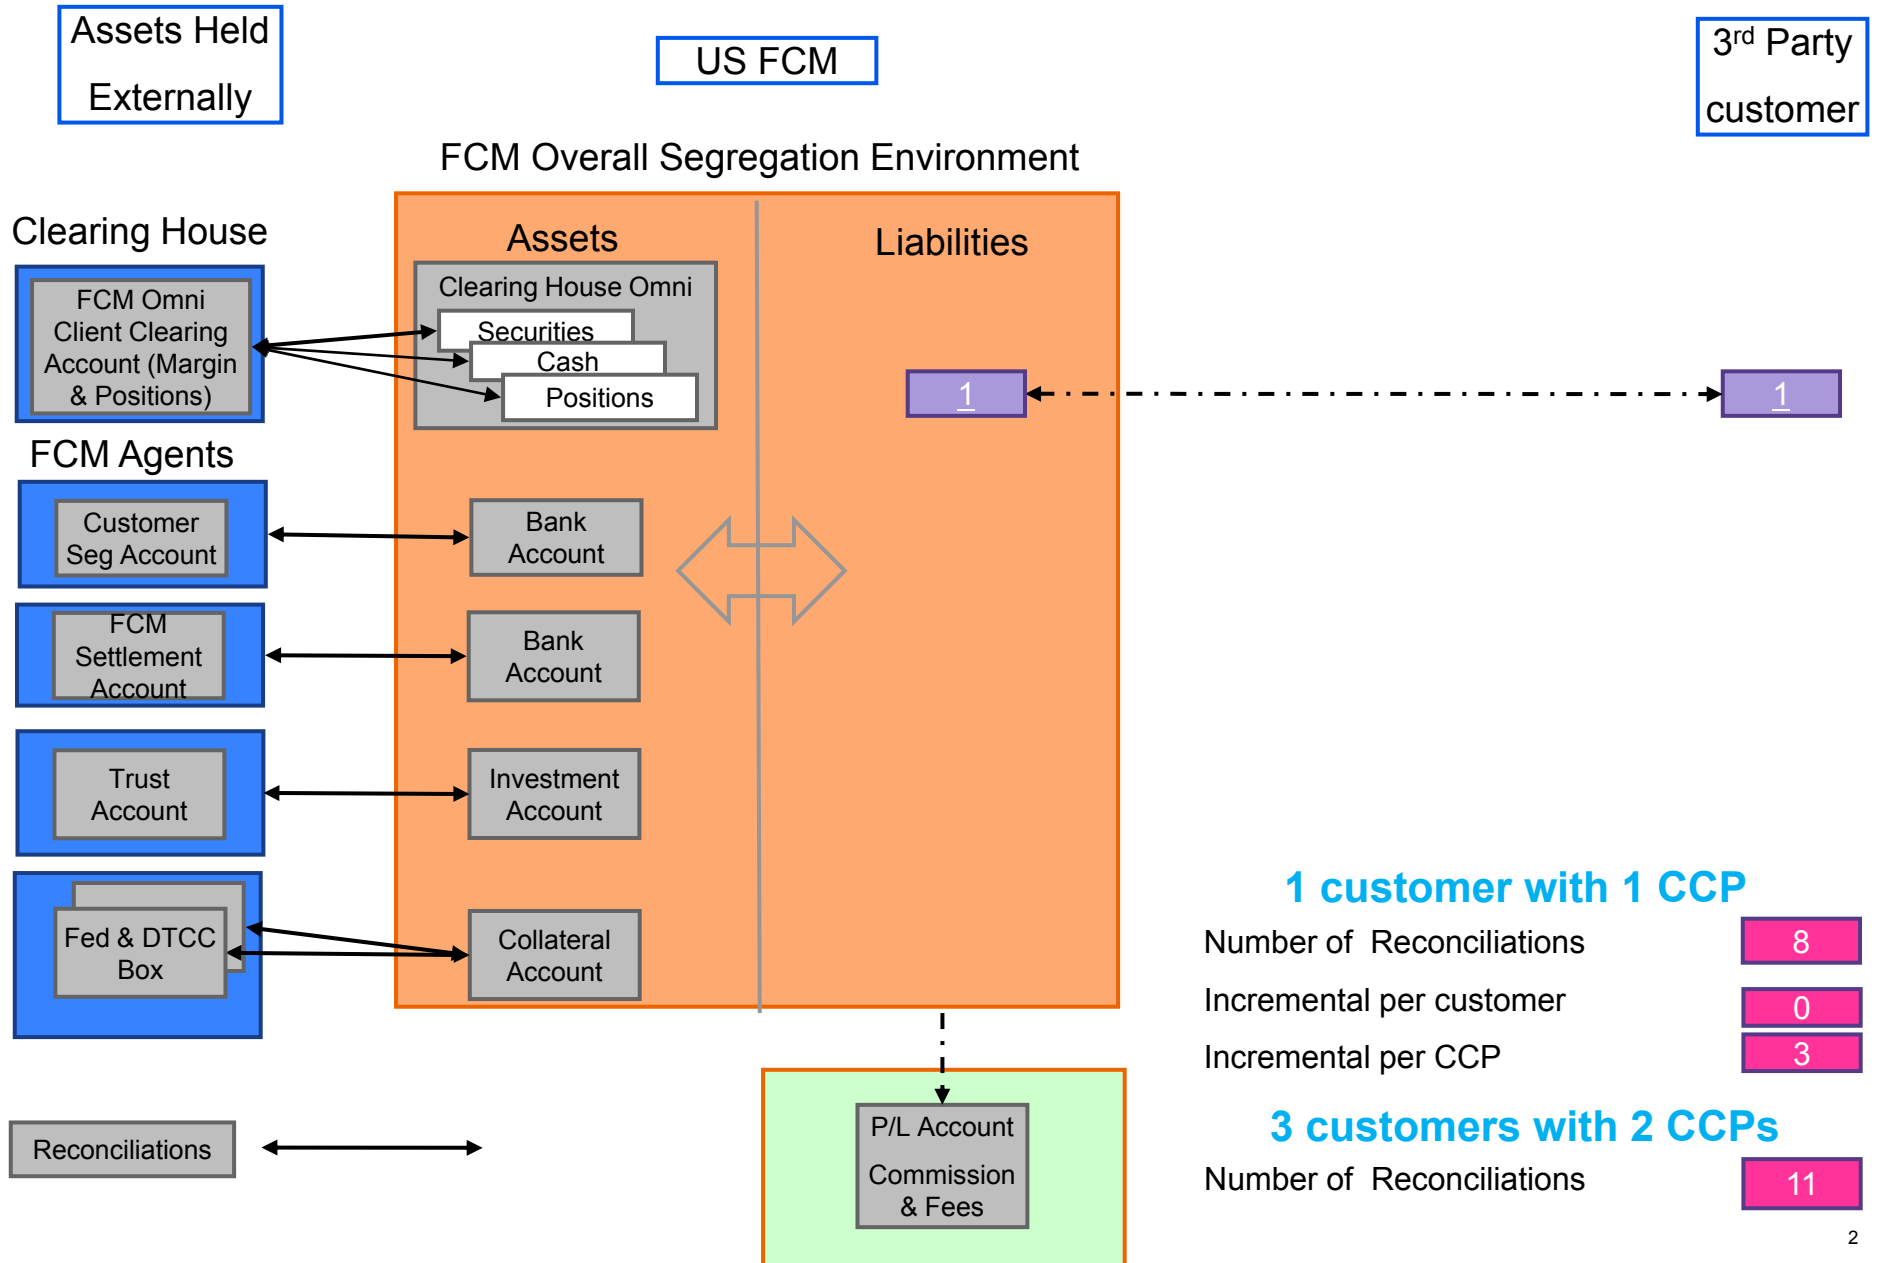 Assets Held
Externally
US FCM
3rd Party
customer
FCM Overall Segregation Environment
Clearing House
Assets
Liabilities
FCM Omni
Client Clearing
Account (Margin
& Positions)
Clearing House Omni
Securities
Cash
Positions
1
1
FCM Agents
Customer
Seg Account
Bank
Account
FCM
Settlement
Account
Bank
Account
Trust
Account
Investment
Account
Fed & DTCC
Box
Collateral
Account
1 customer with 1 CCP
Number of Reconciliations
8
Incremental per customer
0
Incremental per CCP
3
P/L Account
Commission
& Fees
3 customers with 2 CCPs
Number of Reconciliations
11
Reconciliations
2